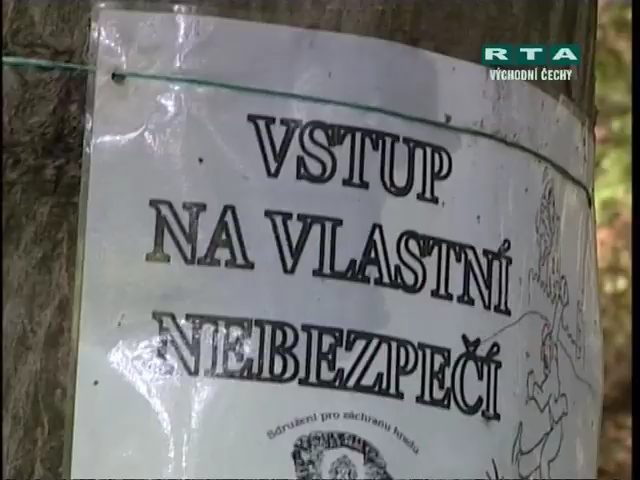 RTA
VÝCHODNÍ ČECHY
VSTUP
NA VLASTNÍ
NEBEZPEČÍ
Sdružení pro záchranu hradu